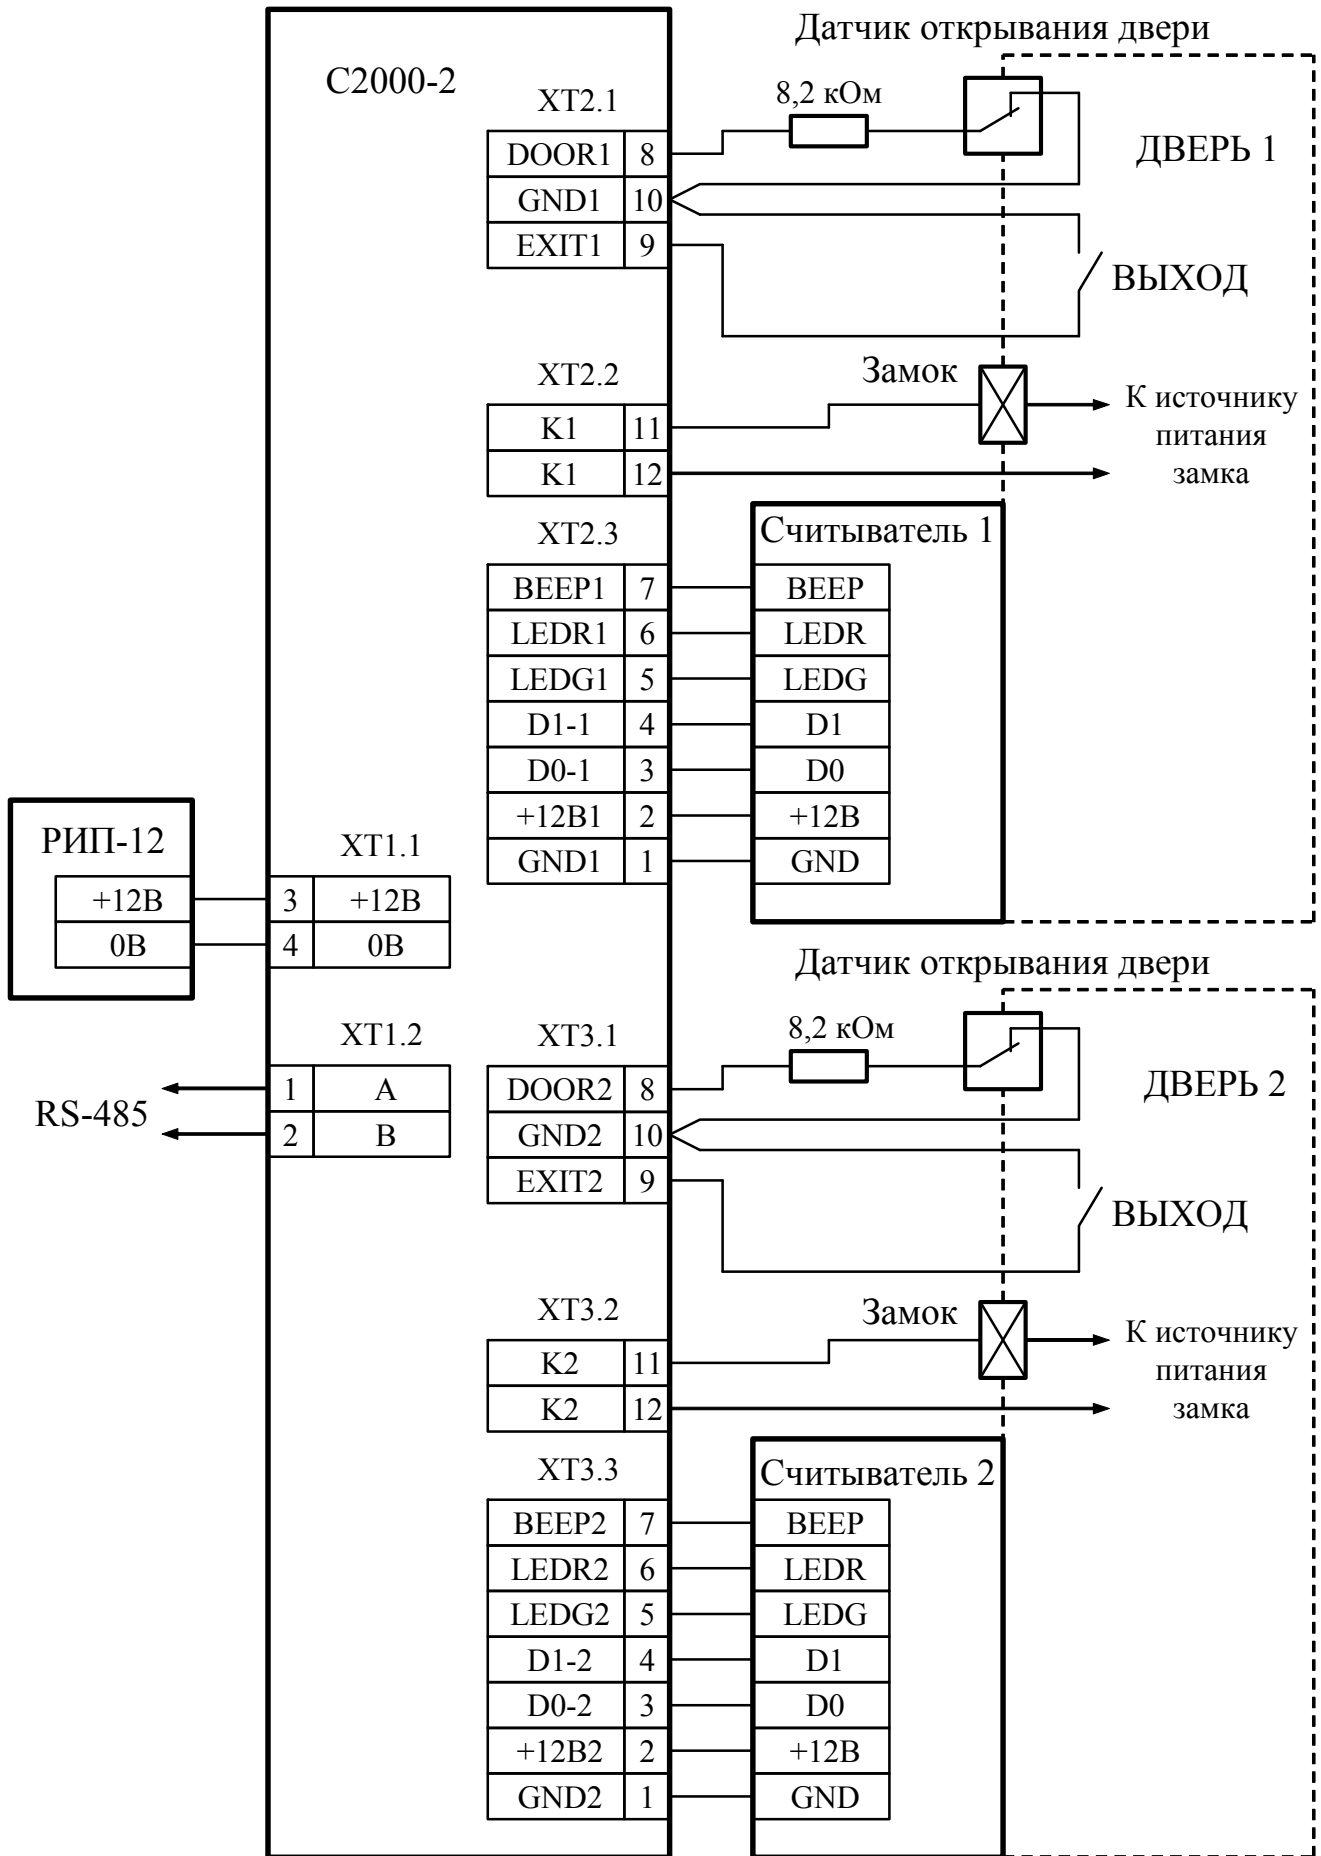 Датчик открывания двери
С2000-2
XT2.1
8,2 кОм
DOOR1 8
GND1 10
EXIT1 9
ДВЕРЬ 1
ВЫХОД
XT2.2
Замок
K1 11
K1 12
К источнику
питания
замка
XT2.3
Считыватель 1
BEEP1 7 BEEP
LEDR1 6 LEDR
LEDG1 5 LEDG
D1-1 4 D1
D0-1 3 D0
+12В1 2 +12В
GND1 1 GND
РИП-12
XT1.1
+12В 3 +12В
0В 4 0В
Датчик открывания двери
XT1.2
RS-485
1 A
2 B
XT3.1
8,2 кОм
DOOR2 8
GND2 10
EXIT2 9
ДВЕРЬ 2
ВЫХОД
XT3.2
Замок
K2 11
K2 12
К источнику
питания
замка
XT3.3
Считыватель 2
BEEP2 7 BEEP
LEDR2 6 LEDR
LEDG2 5 LEDG
D1-2 4 D1
D0-2 3 D0
+12В2 2 +12В
GND2 1 GND